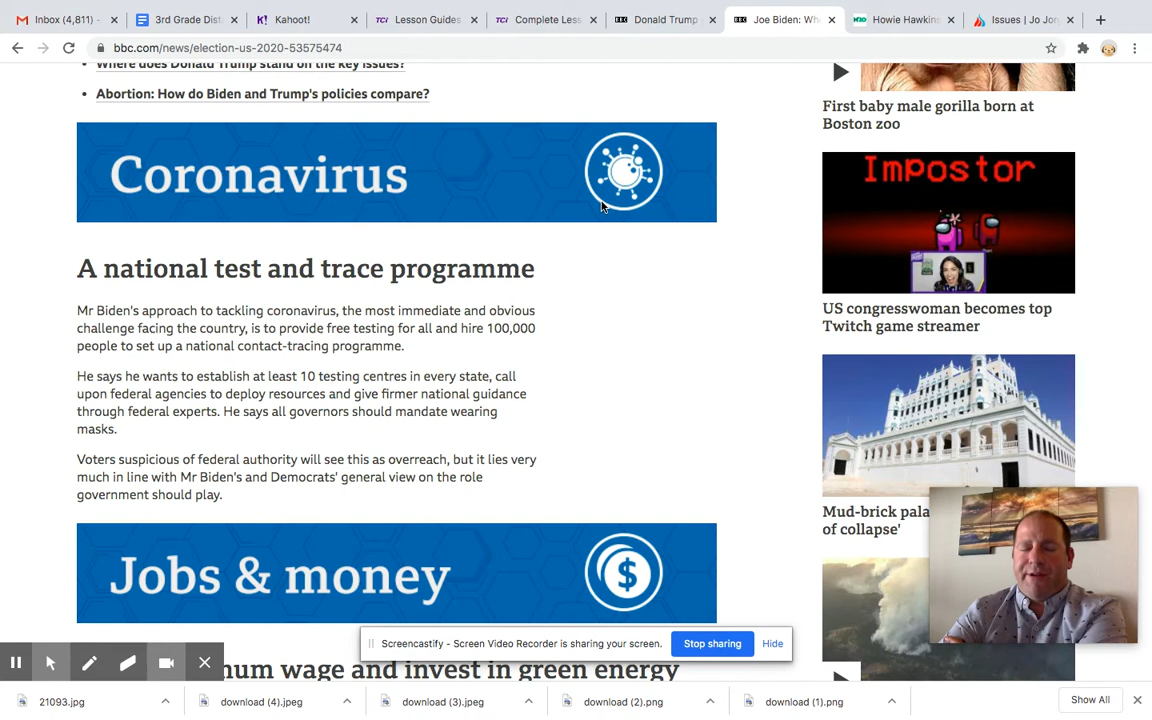 Inbox (4,811)
3rd Grade Dist
Kahoot!
TCI Lesson Guides
TCI Complete Less
BBC Donald Trump
BBC Joe Biden: Wh
Howie Hawkins
Issues | Jo Jor
bbc.com/news/election-us-2020-53575474
Where does Donald Trump stand on the key issues?
Abortion: How do Biden and Trump's policies compare?
Coronavirus
A national test and trace programme
Mr Biden's approach to tackling coronavirus, the most immediate and obvious
challenge facing the country, is to provide free testing for all and hire 100,000
people to set up a national contact-tracing programme.
He says he wants to establish at least 10 testing centres in every state, call
upon federal agencies to deploy resources and give firmer national guidance
through federal experts. He says all governors should mandate wearing
masks.
Voters suspicious of federal authority will see this as overreach, but it lies very
much in line with Mr Biden's and Democrats' general view on the role
government should play.
Jobs & money
$
num wage and invest in green energy
First baby male gorilla born at
Boston zoo
Impostor
US congresswoman becomes top
Twitch game streamer
Mud-brick pala
of collapse'
Screencastify - Screen Video Recorder is sharing your screen.
Stop sharing
Hide
21093.jpg
download (4).jpeg
download (3).jpeg
download (2).png
download (1).png
Show All